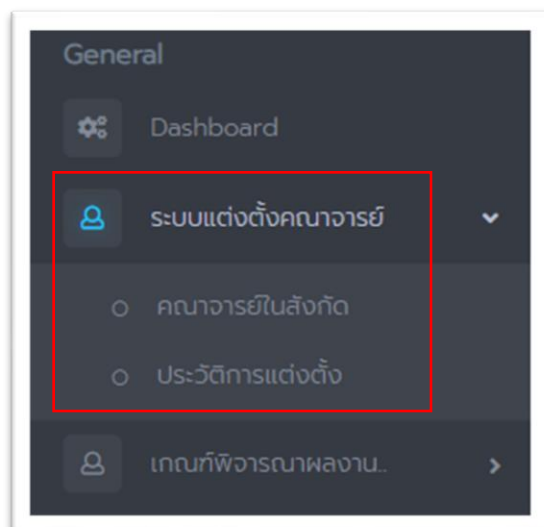 General
Dashboard
ระบบแต่งตั้งคณาจารย์
คณาจารย์ในสังกัด
ประวัติการแต่งตั้ง
เกณฑ์พิจารณาผลงาน..